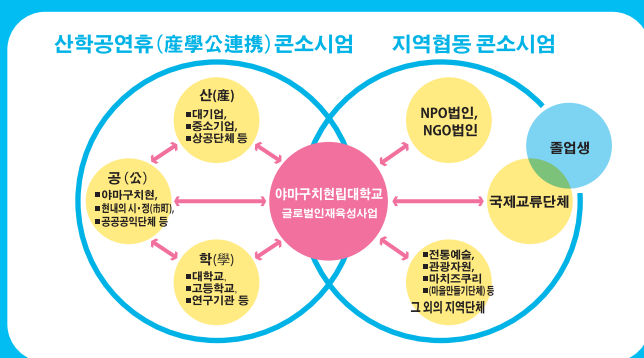 산학공연휴(産學公連携) 콘소시엄
지역협동 콘소시엄
산(産)
■대기업,
■중소기업,
■상공단체 등
공 (公)
■야마구치현,
■현내의 시・정(市町),
■공공공익단체 등
학(學)
■대학교,
■고등학교,
■연구기관 등
야마구치현립대학교
글로벌인재육성사업
NPO법인,
NGO법인
졸업생
국제교류단체
■전통예술,
■관광자원,
■마치즈쿠리
■(마을만들기단체) 등
그 외의 지역단체